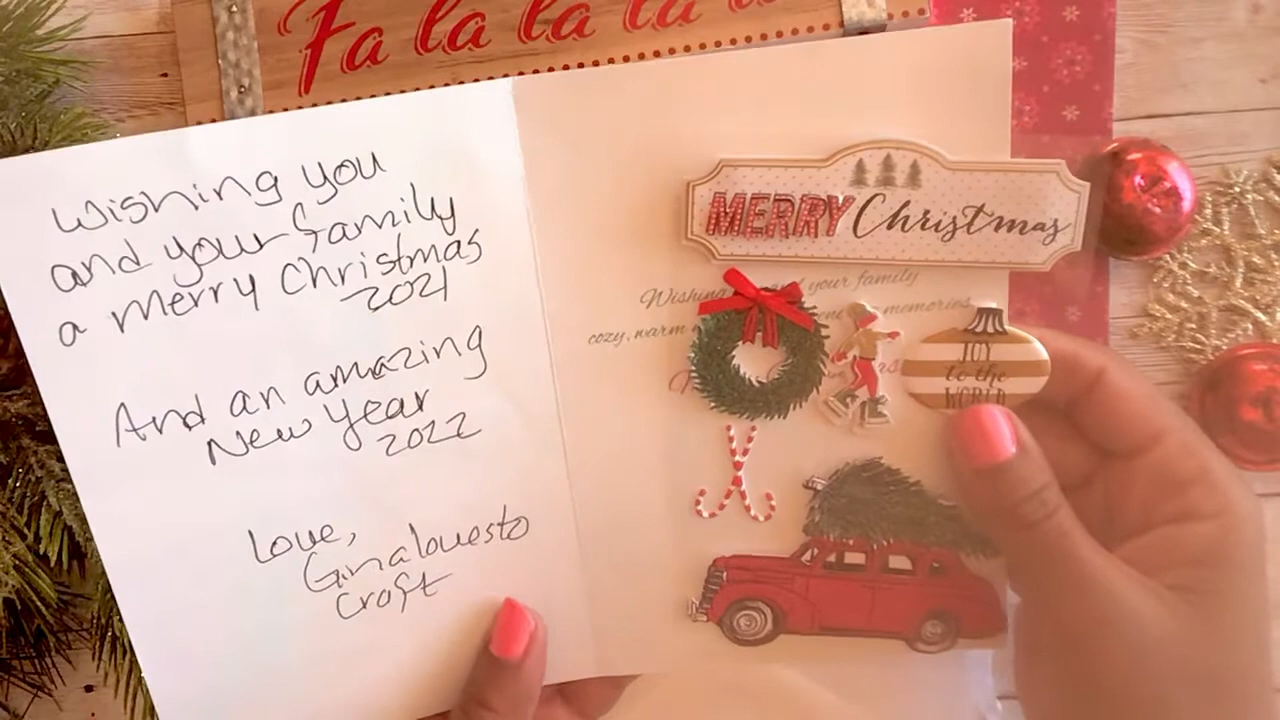 Fa la la la
Wishing you
and your family
a merry Christmas
2021
And an amazing
New Year
2022
Love,
Ginalovesto
Craft
MERRY Christmas
Wishing your family
cozy, warm memories
JOY
to the
WORLD